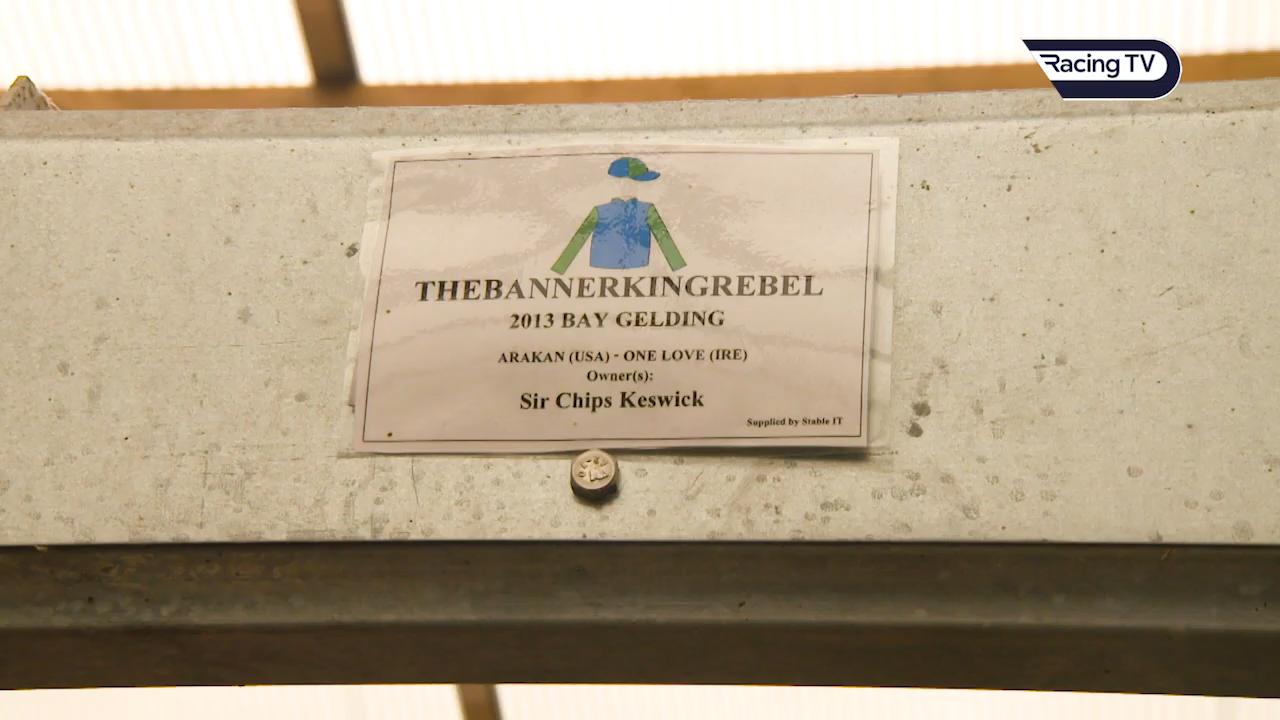 Racing TV
THEBANNERKINGREBEL
2013 BAY GELDING
ARAKAN (USA) - ONE LOVE (IRE)
Owner(s):
Sir Chips Keswick
Supplied by Stable IT